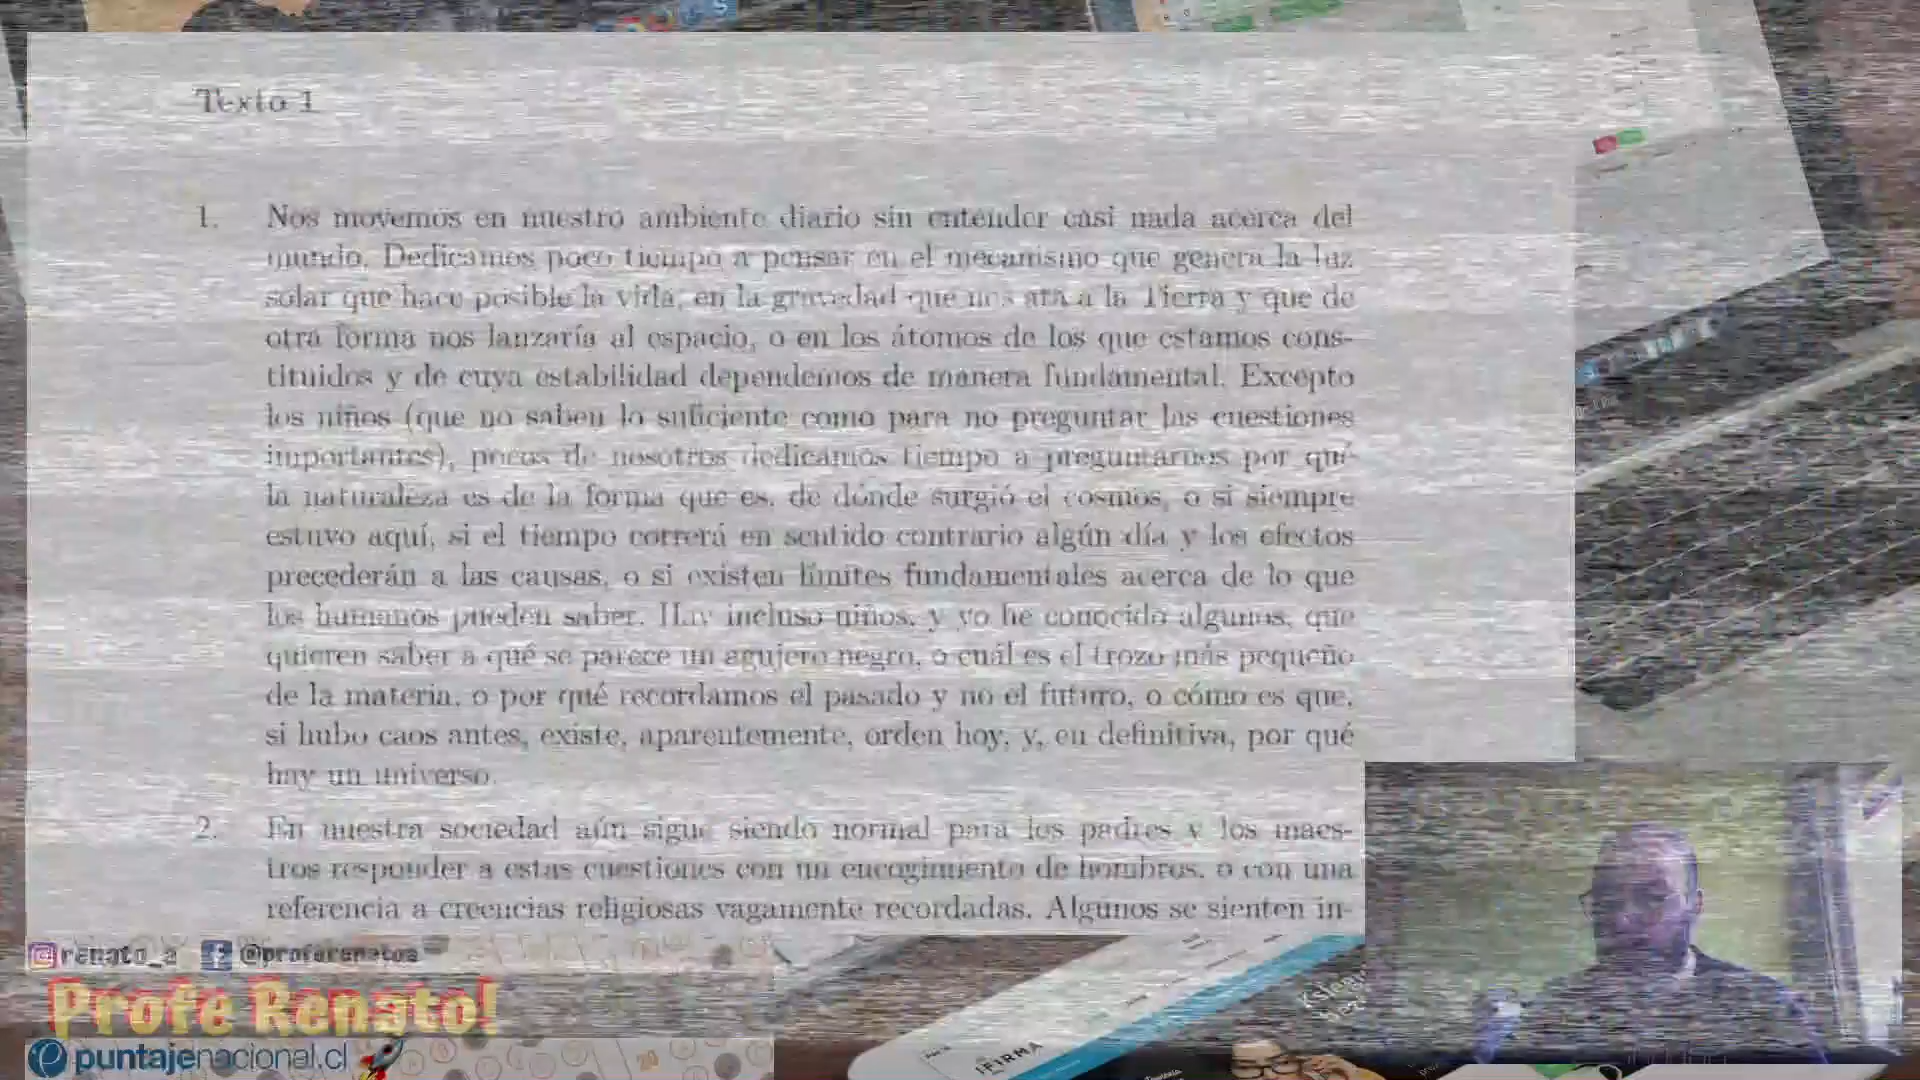 Texto 1
1. Nos movemos en nuestro ambiente diario sin entender casi nada acerca del
mundo. Dedicamos poco tiempo a pensar en el mecanismo que genera la luz
solar que hace posible la vida, en la gravedad que nos ata a la Tierra y que de
otra forma nos lanzaría al espacio, o en los átomos de los que estamos cons-
tituidos y de cuya estabilidad dependemos de manera fundamental. Excepto
los niños (que no saben lo suficiente como para no preguntar las cuestiones
importantes), pocos de nosotros dedicamos tiempo a preguntarnos por qué
la naturaleza es de la forma que es, de dónde surgió el cosmos, o si siempre
estuvo aquí, si el tiempo correrá en sentido contrario algún día y los efectos
precederán a las causas, o si existen límites fundamentales acerca de lo que
los humanos pueden saber. Hay incluso niños, y yo he conocido algunos, que
quieren saber a qué se parece un agujero negro, o cuál es el trozo más pequeño
de la materia, o por qué recordamos el pasado y no el futuro, o cómo es que,
si hubo caos antes, existe, aparentemente, orden hoy, y, en definitiva, por qué
hay un universo.
2. En nuestra sociedad aún sigue siendo normal para los padres y los maes-
tros responder a estas cuestiones con un encogimiento de hombros, o con una
referencia a creencias religiosas vagamente recordadas. Algunos se sienten in-
renato_a @profarenatoa
Profe Renato!
puntajenacional.cl
FIRMA